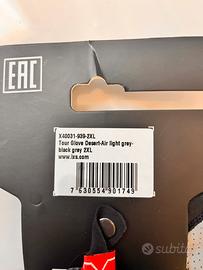 EAC
X40031-939-2XL
Tour Glove Desert-Air light grey-
black grey 2XL
www.ixs.com
7 630554 901745
subito